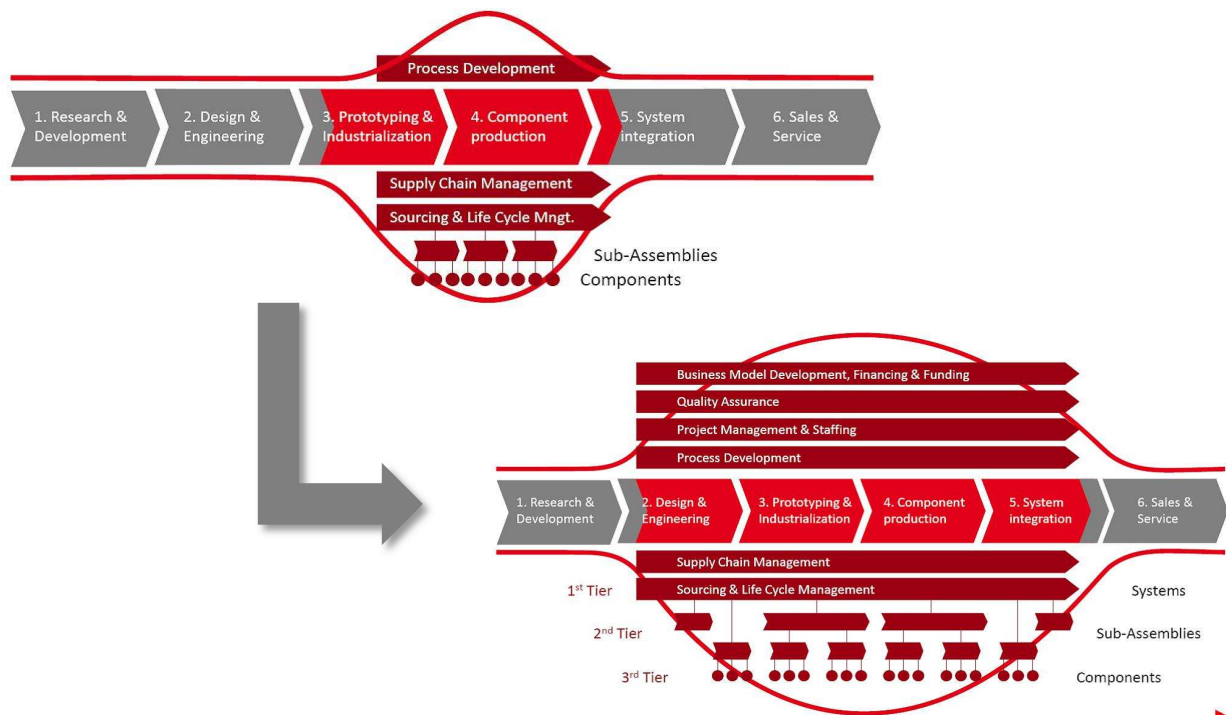 Process Development
1. Research &
Development
2. Design &
Engineering
3. Prototyping &
Industrialization
4. Component
production
5. System
integration
6. Sales &
Service
Supply Chain Management
Sourcing & Life Cycle Mngt.
Sub-Assemblies
Components
Business Model Development, Financing & Funding
Quality Assurance
Project Management & Staffing
Process Development
1. Research &
Development
2. Design &
Engineering
3. Prototyping &
Industrialization
4. Component
production
5. System
integration
6. Sales &
Service
Supply Chain Management
1st Tier
Sourcing & Life Cycle Management
Systems
2nd Tier
Sub-Assemblies
3rd Tier
Components